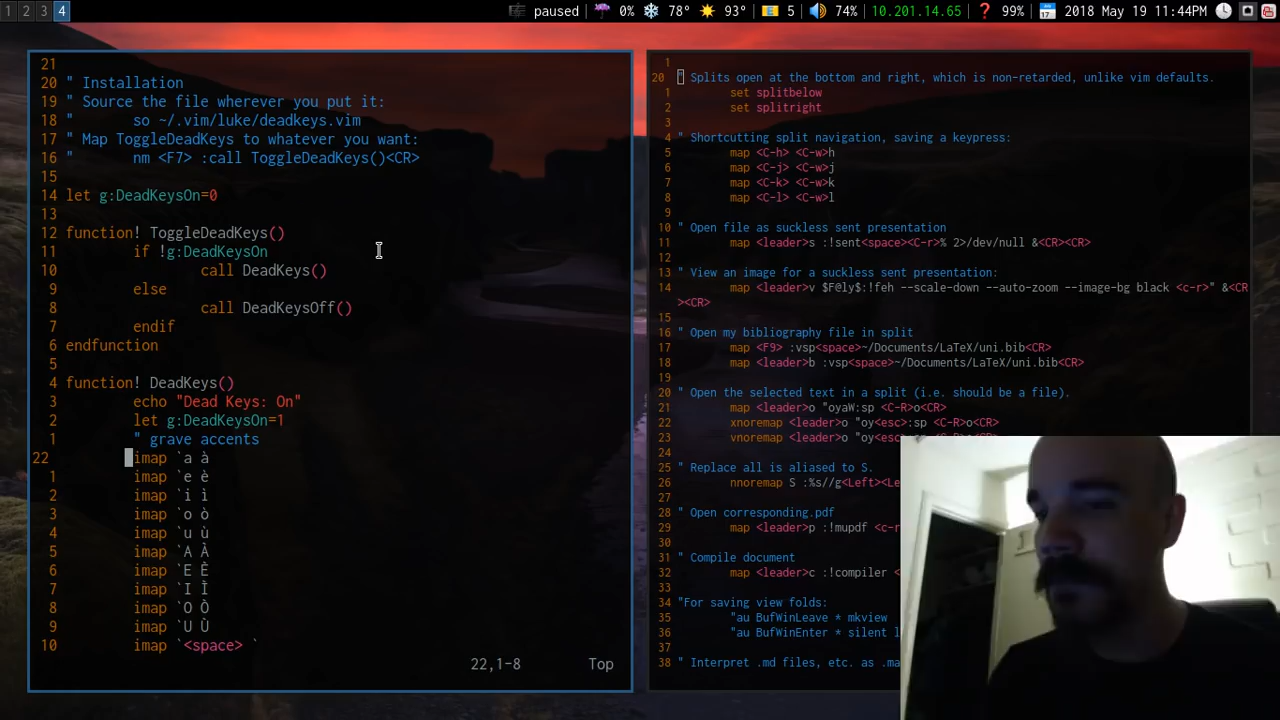 1 2 3 4 paused 0% 78° 93° 5 74% 10.201.14.65 99% 2018 May 19 11:44PM
21
20 " Installation
19 " Source the file wherever you put it:
18 " so ~/.vim/luke/deadkeys.vim
17 " Map ToggleDeadKeys to whatever you want:
16 " nm <F7> :call ToggleDeadKeys()<CR>
15
14 let g:DeadKeysOn=0
13
12 function! ToggleDeadKeys()
11 if !g:DeadKeysOn
10 call DeadKeys()
9 else
8 call DeadKeysOff()
7 endif
6 endfunction
5
4 function! DeadKeys()
3 echo "Dead Keys: On"
2 let g:DeadKeysOn=1
1 " grave accents
22 imap `a à
1 imap `e è
2 imap `i ì
3 imap `o ò
4 imap `u ù
5 imap `A À
6 imap `E È
7 imap `I Ì
8 imap `O Ò
9 imap `U Ù
10 imap `<space> `
22,1-8 Top
1
20 " Splits open at the bottom and right, which is non-retarded, unlike vim defaults.
1 set splitbelow
2 set splitright
3
4 " Shortcutting split navigation, saving a keypress:
5 map <C-h> <C-w>h
6 map <C-j> <C-w>j
7 map <C-k> <C-w>k
8 map <C-l> <C-w>l
9
10 " Open file as suckless sent presentation
11 map <leader>s :!sent<space><C-r>% 2>/dev/null &<CR><CR>
12
13 " View an image for a suckless sent presentation:
14 map <leader>v $F@ly$:!feh --scale-down --auto-zoom --image-bg black <c-r>" &<CR
><CR>
15
16 " Open my bibliography file in split
17 map <F9> :vsp<space>~/Documents/LaTeX/uni.bib<CR>
18 map <leader>b :vsp<space>~/Documents/LaTeX/uni.bib<CR>
19
20 " Open the selected text in a split (i.e. should be a file).
21 map <leader>o "oyaW:sp <C-R>o<CR>
22 xnoremap <leader>o "oy<esc>:sp <C-R>o<CR>
23 vnoremap <leader>o "oy<esc>:sp <C-R>o<CR>
24
25 " Replace all is aliased to S.
26 nnoremap S :%s//g<Left><Le
27
28 " Open corresponding.pdf
29 map <leader>p :!mupdf <c-r
30
31 " Compile document
32 map <leader>c :!compiler <
33
34 "For saving view folds:
35 "au BufWinLeave * mkview
36 "au BufWinEnter * silent l
37
38 " Interpret .md files, etc. as .ma